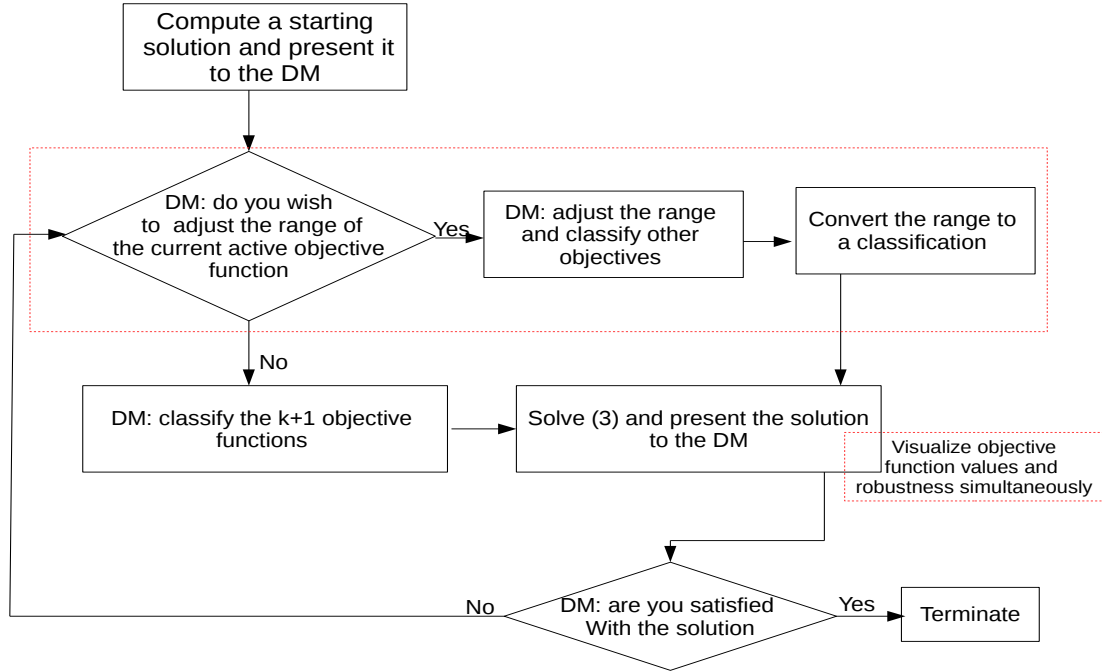 Compute a starting
solution and present it
to the DM
DM: do you wish
to adjust the range of
the current active objective
function
Yes
DM: adjust the range
and classify other
objectives
Convert the range to
a classification
No
DM: classify the k+1 objective
functions
Solve (3) and present the solution
to the DM
Visualize objective
function values and
robustness simultaneously
No
DM: are you satisfied
With the solution
Yes
Terminate